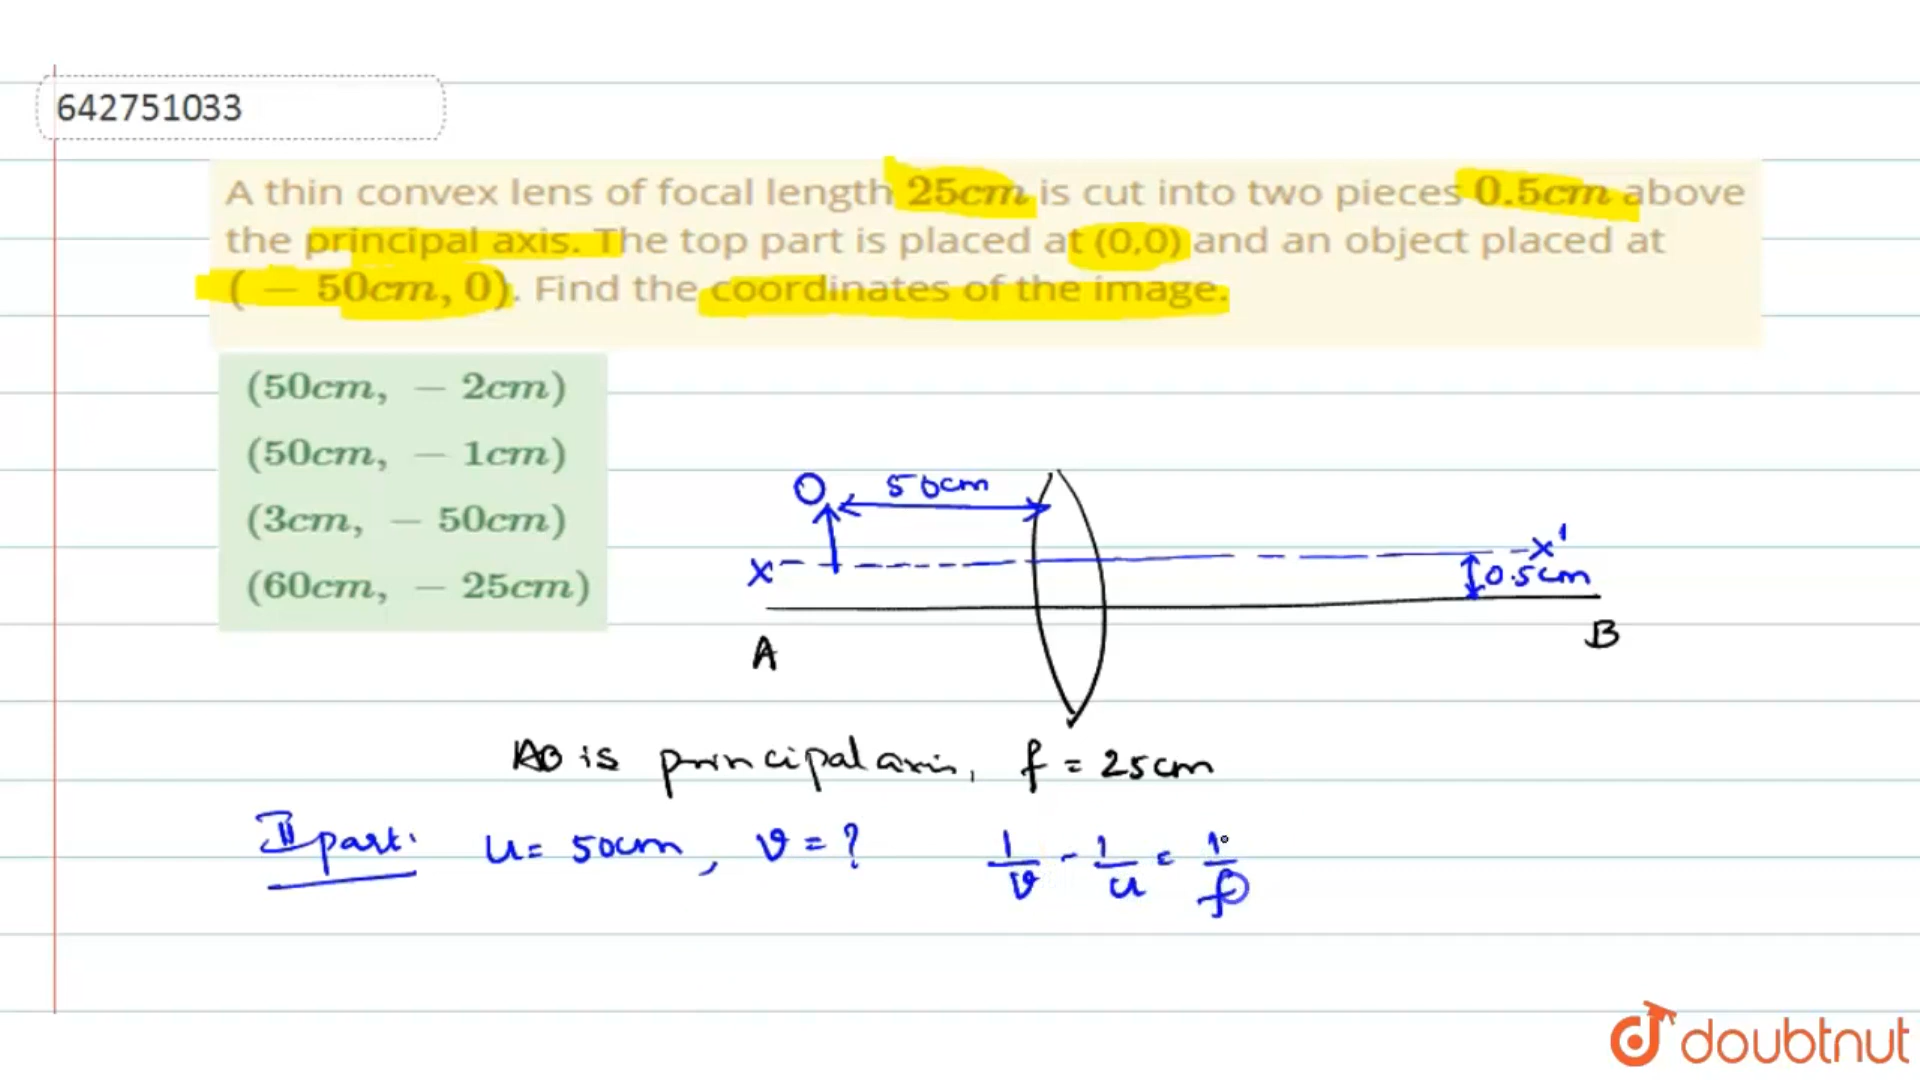 642751033
A thin convex lens of focal length 25cm is cut into two pieces 0.5cm above
the principal axis. The top part is placed at (0,0) and an object placed at
( - 50cm, 0). Find the coordinates of the image.
(50cm, - 2cm)
(50cm, - 1cm)
(3cm, - 50cm)
(60cm, - 25cm)
O 50cm
X X'
0.5cm
A B
AB is principal axis, f = 25cm
II part: u = 50cm, v = ? 1/v - 1/u = 1/f
doubtnut